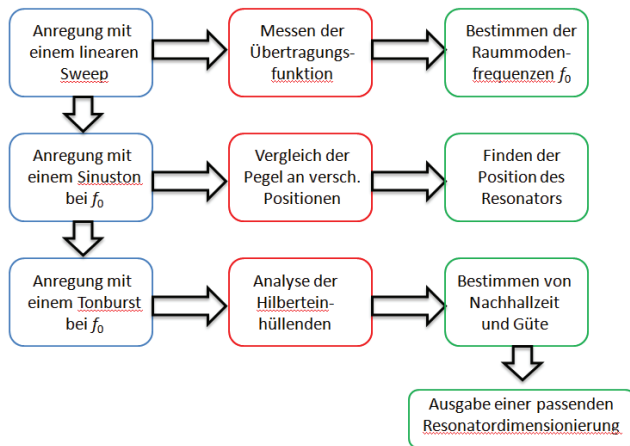 Anregung mit
einem linearen
Sweep
Messen der
Übertragungs-
funktion
Bestimmen der
Raummoden-
frequenzen f₀
Anregung mit
einem Sinuston
bei f₀
Vergleich der
Pegel an versch.
Positionen
Finden der
Position des
Resonators
Anregung mit
einem Tonburst
bei f₀
Analyse der
Hilbertein-
hüllenden
Bestimmen von
Nachhallzeit
und Güte
Ausgabe einer passenden
Resonatordimensionierung